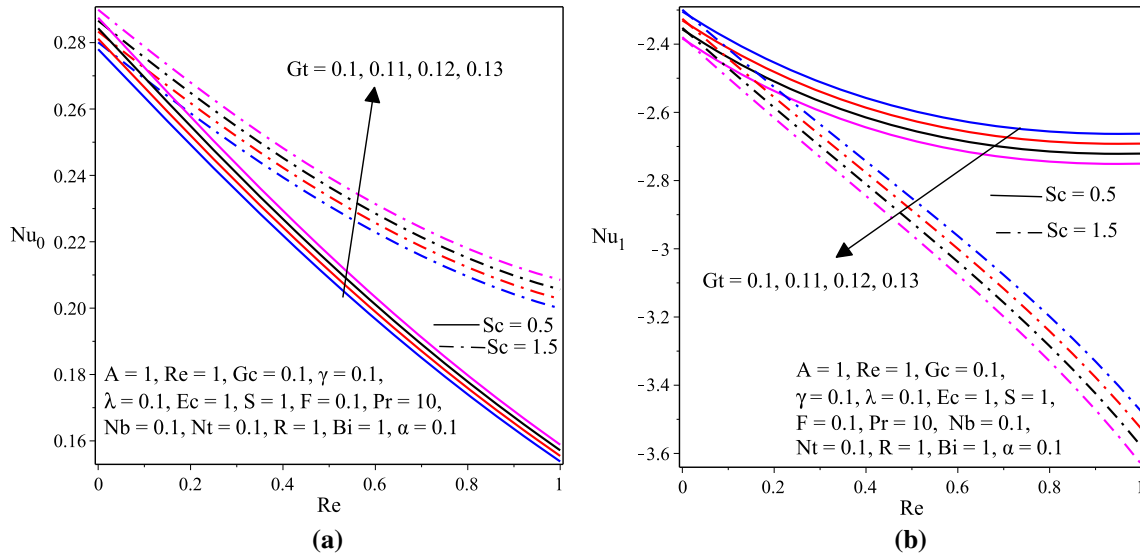 0.28
0.26
0.24
0.22
0.20
0.18
0.16
Nu0
Gt = 0.1, 0.11, 0.12, 0.13
Sc = 0.5
Sc = 1.5
A = 1, Re = 1, Gc = 0.1, γ = 0.1,
λ = 0.1, Ec = 1, S = 1, F = 0.1, Pr = 10,
Nb = 0.1, Nt = 0.1, R = 1, Bi = 1, α = 0.1
0 0.2 0.4 0.6 0.8 1
Re
(a)
-2.4
-2.6
-2.8
-3
-3.2
-3.4
-3.6
Nu1
Sc = 0.5
Sc = 1.5
Gt = 0.1, 0.11, 0.12, 0.13
A = 1, Re = 1, Gc = 0.1,
γ = 0.1, λ = 0.1, Ec = 1, S = 1,
F = 0.1, Pr = 10, Nb = 0.1,
Nt = 0.1, R = 1, Bi = 1, α = 0.1
0 0.2 0.4 0.6 0.8 1
Re
(b)